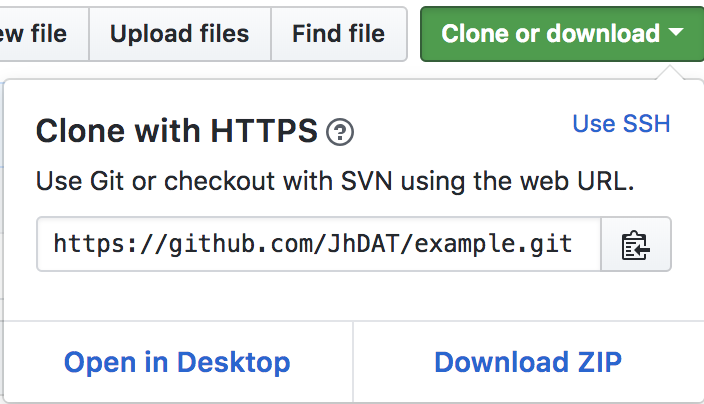 ew file Upload files Find file Clone or download
Clone with HTTPS ? Use SSH
Use Git or checkout with SVN using the web URL.
https://github.com/JhDAT/example.git
Open in Desktop Download ZIP